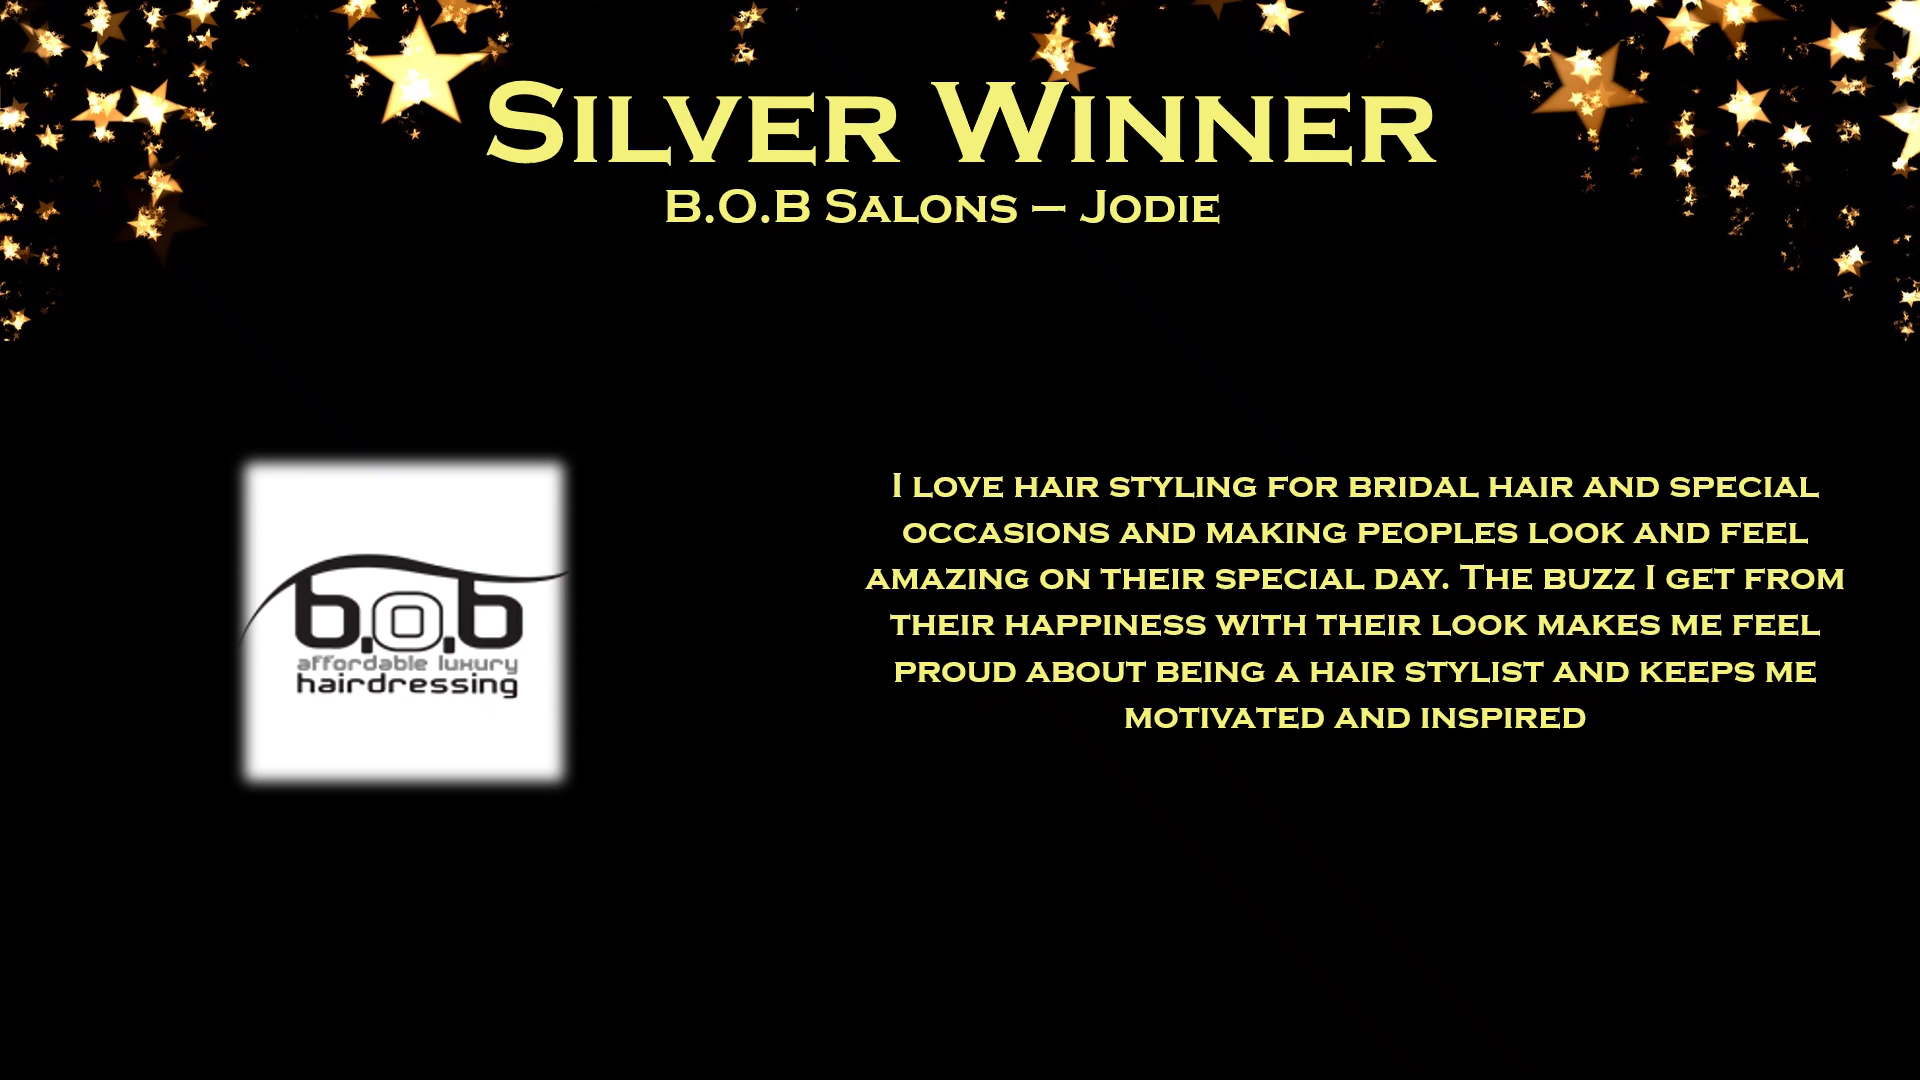 Silver Winner
B.O.B Salons – Jodie
b.o.b
affordable luxury
hairdressing
I love hair styling for bridal hair and special
occasions and making peoples look and feel
amazing on their special day. The buzz I get from
their happiness with their look makes me feel
proud about being a hair stylist and keeps me
motivated and inspired